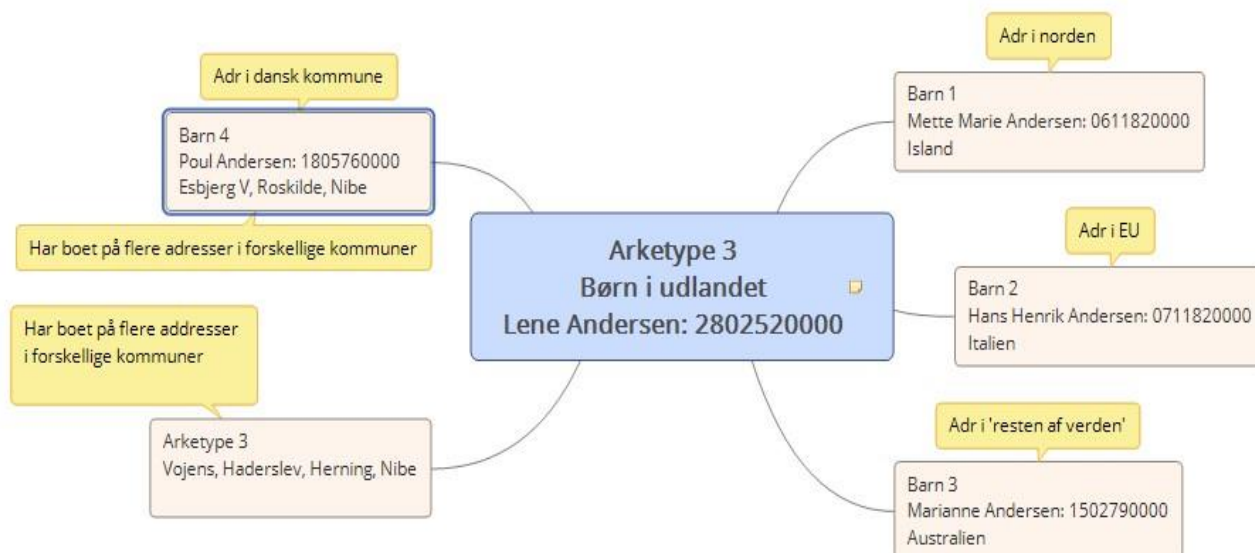 Adr i norden
Adr i dansk kommune
Barn 4
Poul Andersen: 1805760000
Esbjerg V, Roskilde, Nibe
Har boet på flere adresser i forskellige kommuner
Barn 1
Mette Marie Andersen: 0611820000
Island
Arketype 3
Børn i udlandet
Lene Andersen: 2802520000
Adr i EU
Barn 2
Hans Henrik Andersen: 0711820000
Italien
Har boet på flere addresser
i forskellige kommuner
Arketype 3
Vojens, Haderslev, Herning, Nibe
Adr i 'resten af verden'
Barn 3
Marianne Andersen: 1502790000
Australien